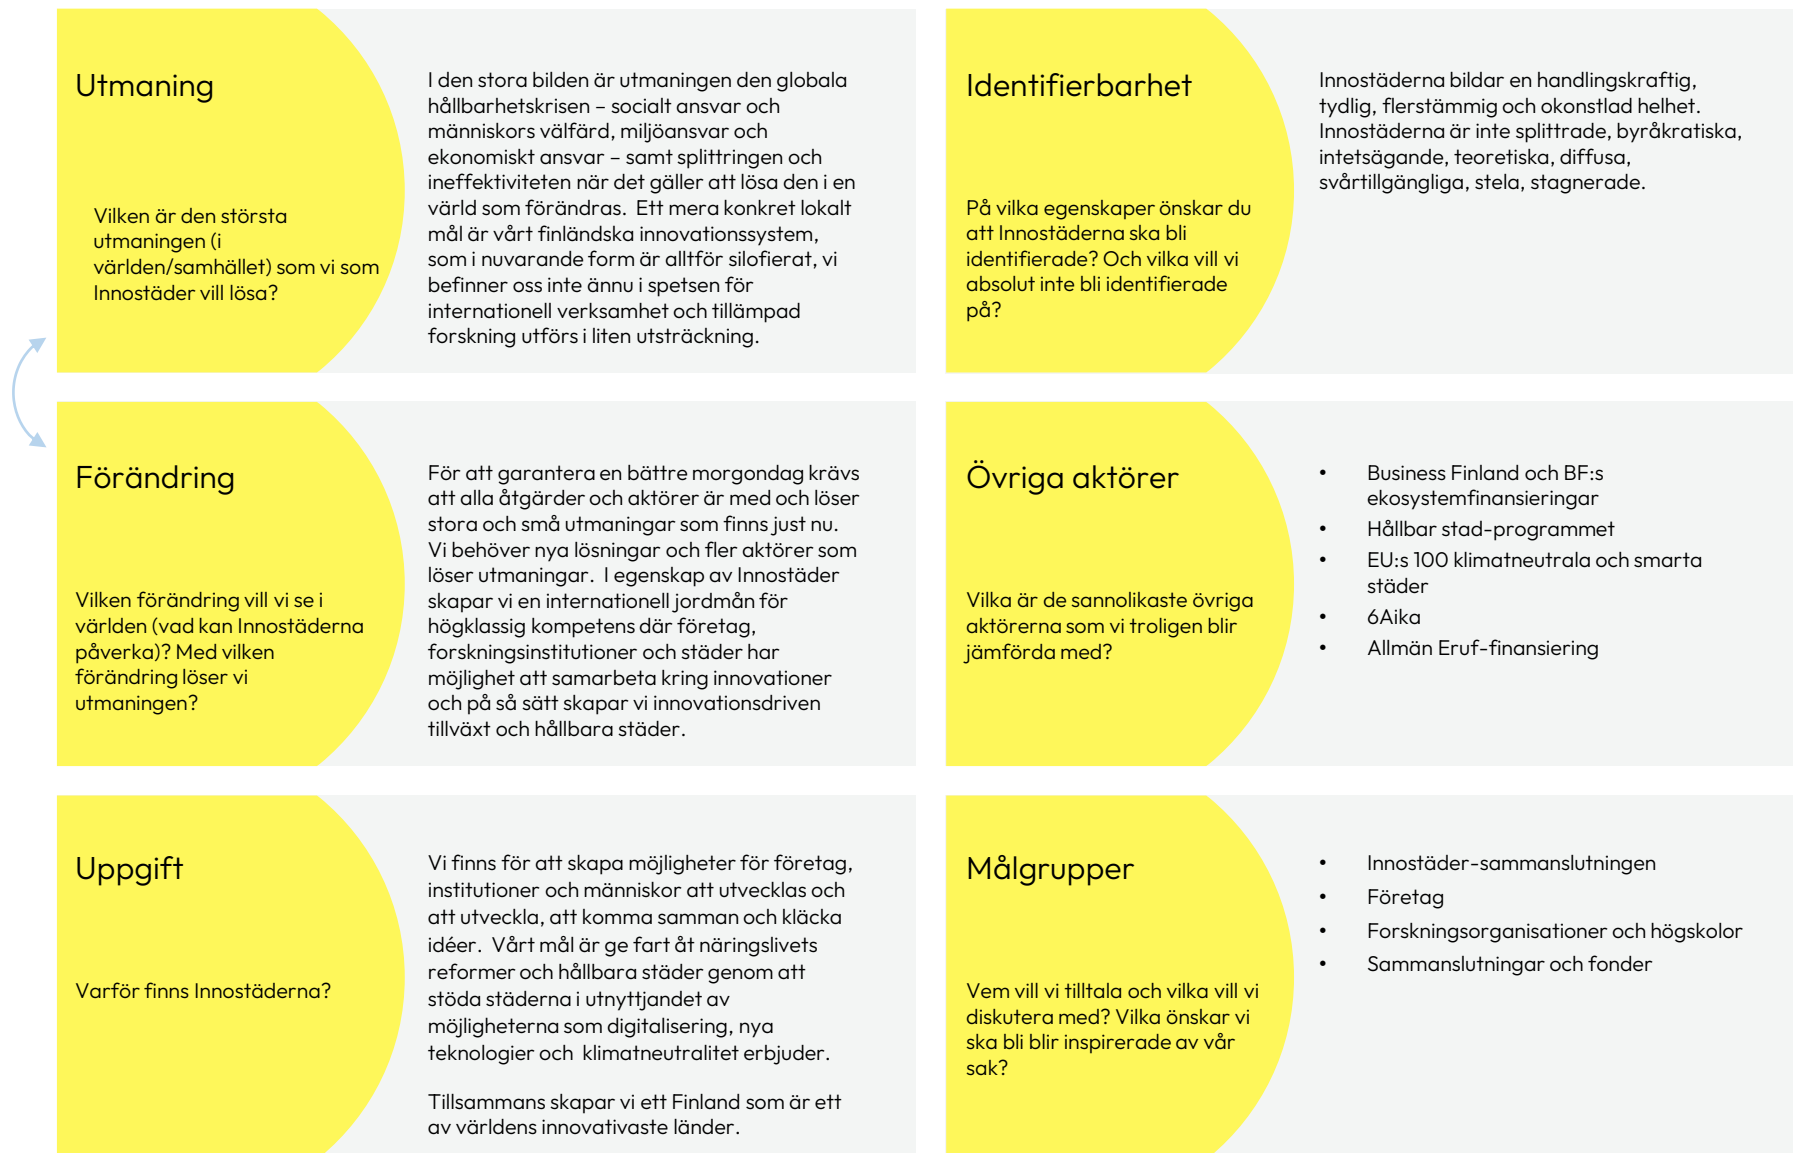 Utmaning
Vilken är den största
utmaningen (i
världen/samhället) som vi som
Innostäder vill lösa?
I den stora bilden är utmaningen den globala
hållbarhetskrisen – socialt ansvar och
människors välfärd, miljöansvar och
ekonomiskt ansvar – samt splittringen och
ineffektiviteten när det gäller att lösa den i en
värld som förändras. Ett mera konkret lokalt
mål är vårt finländska innovationssystem,
som i nuvarande form är alltför silofierat, vi
befinner oss inte ännu i spetsen för
internationell verksamhet och tillämpad
forskning utförs i liten utsträckning.
Identifierbarhet
På vilka egenskaper önskar du
att Innostäderna ska bli
identifierade? Och vilka vill vi
absolut inte bli identifierade
på?
Innostäderna bildar en handlingskraftig,
tydlig, flerstämmig och okonstlad helhet.
Innostäderna är inte splittrade, byråkratiska,
intetsägande, teoretiska, diffusa,
svårtillgängliga, stela, stagnerade.
Förändring
Vilken förändring vill vi se i
världen (vad kan Innostäderna
påverka)? Med vilken
förändring löser vi
utmaningen?
För att garantera en bättre morgondag krävs
att alla åtgärder och aktörer är med och löser
stora och små utmaningar som finns just nu.
Vi behöver nya lösningar och fler aktörer som
löser utmaningar. I egenskap av Innostäder
skapar vi en internationell jordmån för
högklassig kompetens där företag,
forskningsinstitutioner och städer har
möjlighet att samarbeta kring innovationer
och på så sätt skapar vi innovationsdriven
tillväxt och hållbara städer.
Övriga aktörer
Vilka är de sannolikaste övriga
aktörerna som vi troligen blir
jämförda med?
• Business Finland och BF:s
ekosystemfinansieringar
• Hållbar stad-programmet
• EU:s 100 klimatneutrala och smarta
städer
• 6Aika
• Allmän Eruf-finansiering
Uppgift
Varför finns Innostäderna?
Vi finns för att skapa möjligheter för företag,
institutioner och människor att utvecklas och
att utveckla, att komma samman och kläcka
idéer. Vårt mål är ge fart åt näringslivets
reformer och hållbara städer genom att
stöda städerna i utnyttjandet av
möjligheterna som digitalisering, nya
teknologier och klimatneutralitet erbjuder.
Tillsammans skapar vi ett Finland som är ett
av världens innovativaste länder.
Målgrupper
Vem vill vi tilltala och vilka vill vi
diskutera med? Vilka önskar vi
ska bli blir inspirerade av vår
sak?
• Innostäder-sammanslutningen
• Företag
• Forskningsorganisationer och högskolor
• Sammanslutningar och fonder